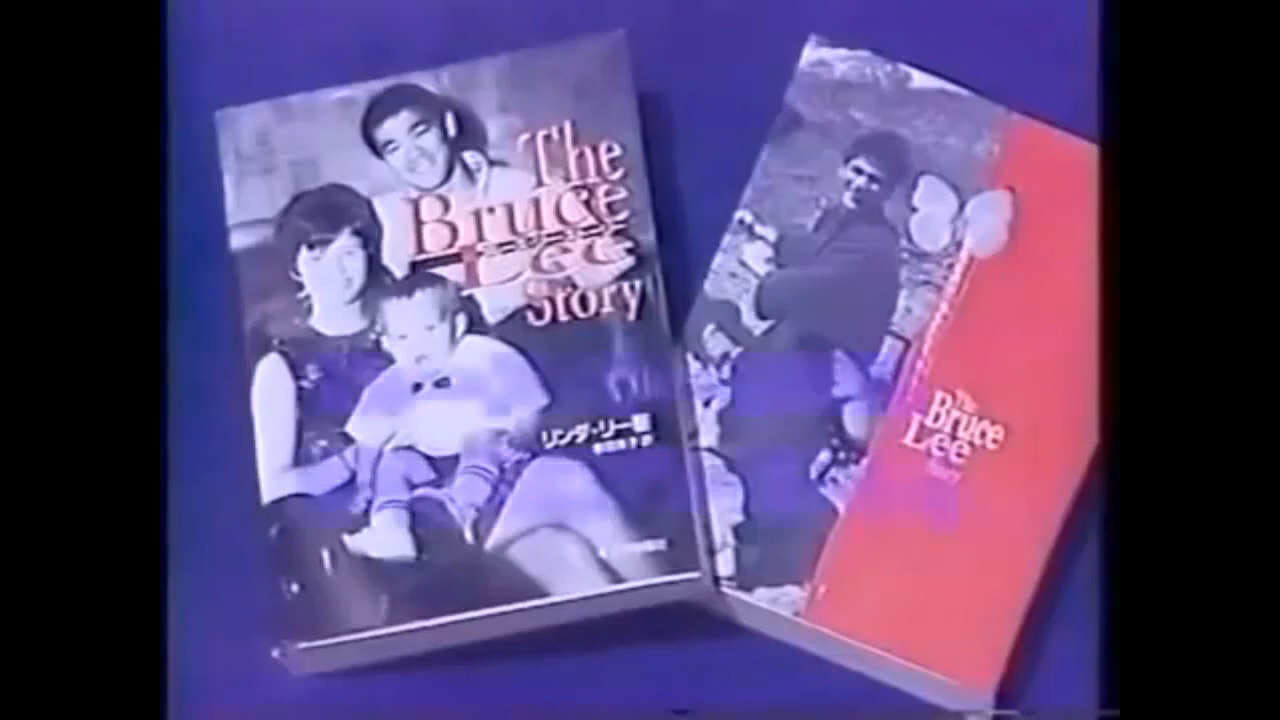 The
Bruce
Lee
Story
リンダ・リー著
The
Bruce
Lee
Story